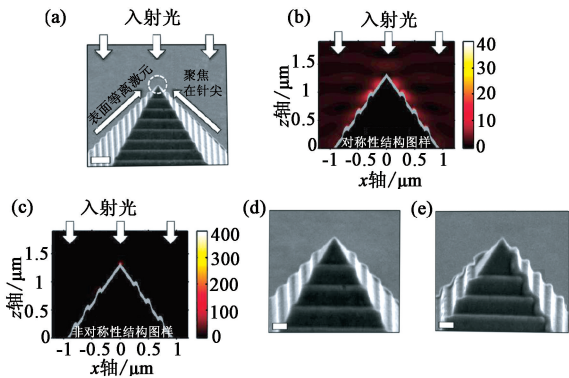 (a)
入射光
表面等离激元
聚焦
在针尖
(b)
z轴/μm
1.5
1
0.5
0
对称性结构图样
-1 -0.5 0 0.5 1
x轴/μm
40
30
20
10
0
(c)
入射光
z轴/μm
1.5
1
0.5
0
非对称性结构图样
-1 -0.5 0 0.5 1
x轴/μm
400
300
200
100
0
(d)
(e)